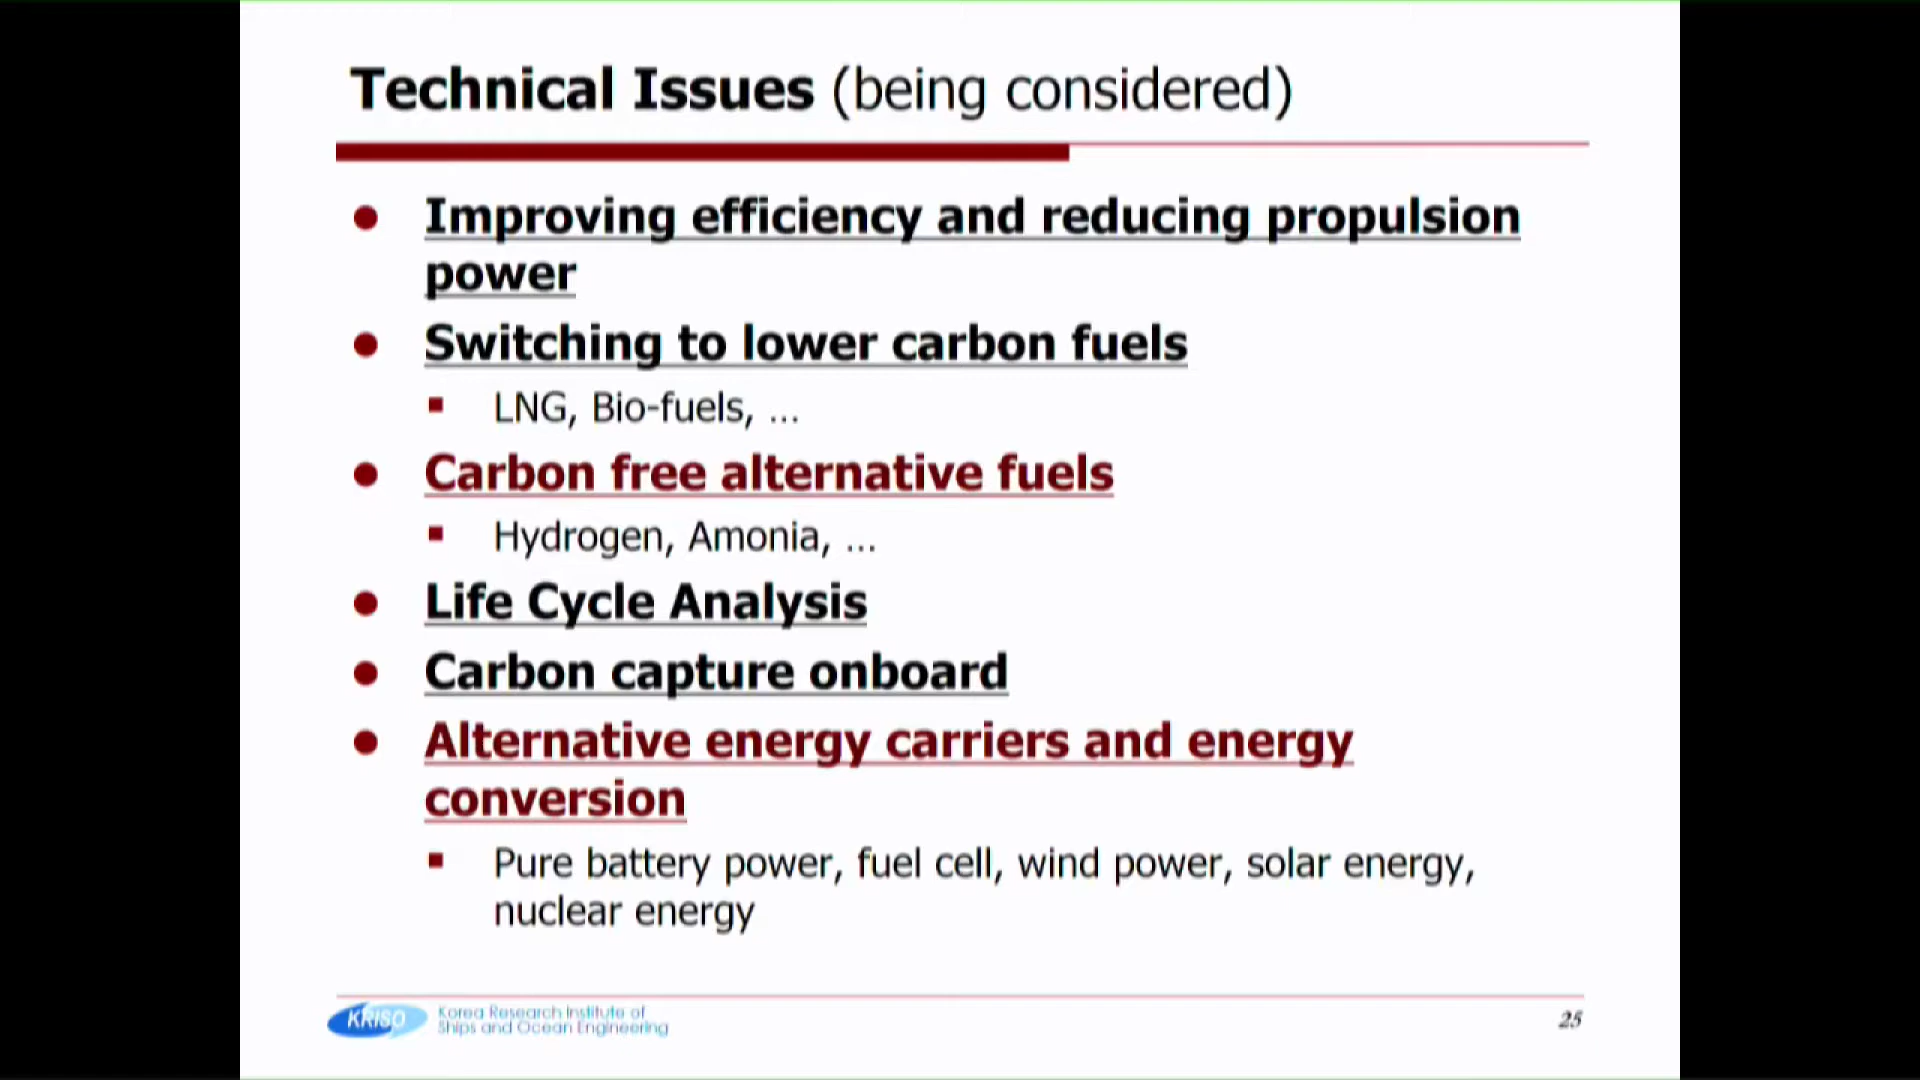 Technical Issues (being considered)
Improving efficiency and reducing propulsion
power
Switching to lower carbon fuels
LNG, Bio-fuels, ...
Carbon free alternative fuels
Hydrogen, Amonia, ...
Life Cycle Analysis
Carbon capture onboard
Alternative energy carriers and energy
conversion
Pure battery power, fuel cell, wind power, solar energy,
nuclear energy
KRISO
Korea Research Institute of
Ships and Ocean Engineering
25